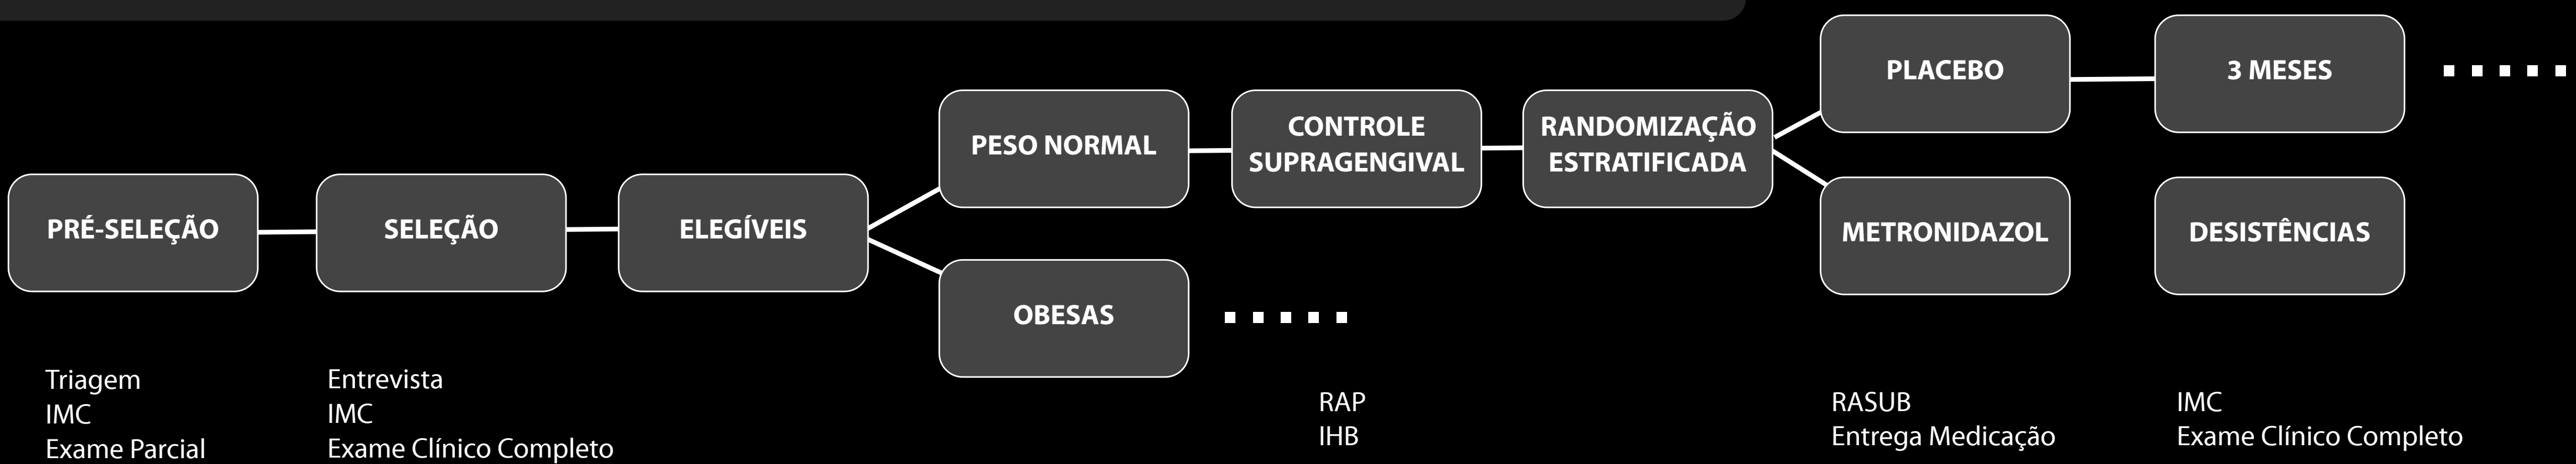 PRÉ-SELEÇÃO
SELEÇÃO
ELEGÍVEIS
PESO NORMAL
OBESAS
CONTROLE
SUPRAGENGIVAL
RANDOMIZAÇÃO
ESTRATIFICADA
PLACEBO
METRONIDAZOL
3 MESES
DESISTÊNCIAS
Triagem
IMC
Exame Parcial
Entrevista
IMC
Exame Clínico Completo
RAP
IHB
RASUB
Entrega Medicação
IMC
Exame Clínico Completo